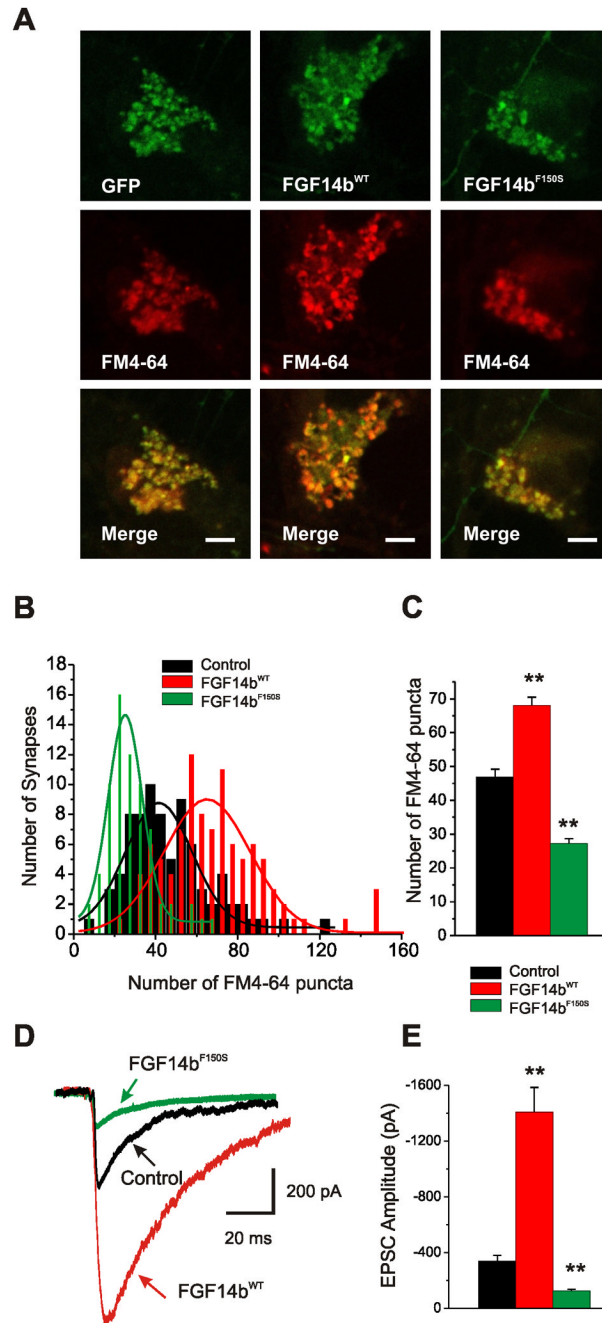 A
GFP
FGF14bWT
FGF14bF150S
FM4-64
FM4-64
FM4-64
Merge
Merge
Merge
B
Number of Synapses
18
16
14
12
10
8
6
4
2
0
0
40
80
120
160
Number of FM4-64 puncta
Control
FGF14bWT
FGF14bF150S
C
Number of FM4-64 puncta
70
60
50
40
30
20
10
0
**
**
Control
FGF14bWT
FGF14bF150S
D
FGF14bF150S
Control
FGF14bWT
200 pA
20 ms
E
EPSC Amplitude (pA)
-1600
-1200
-800
-400
0
**
**